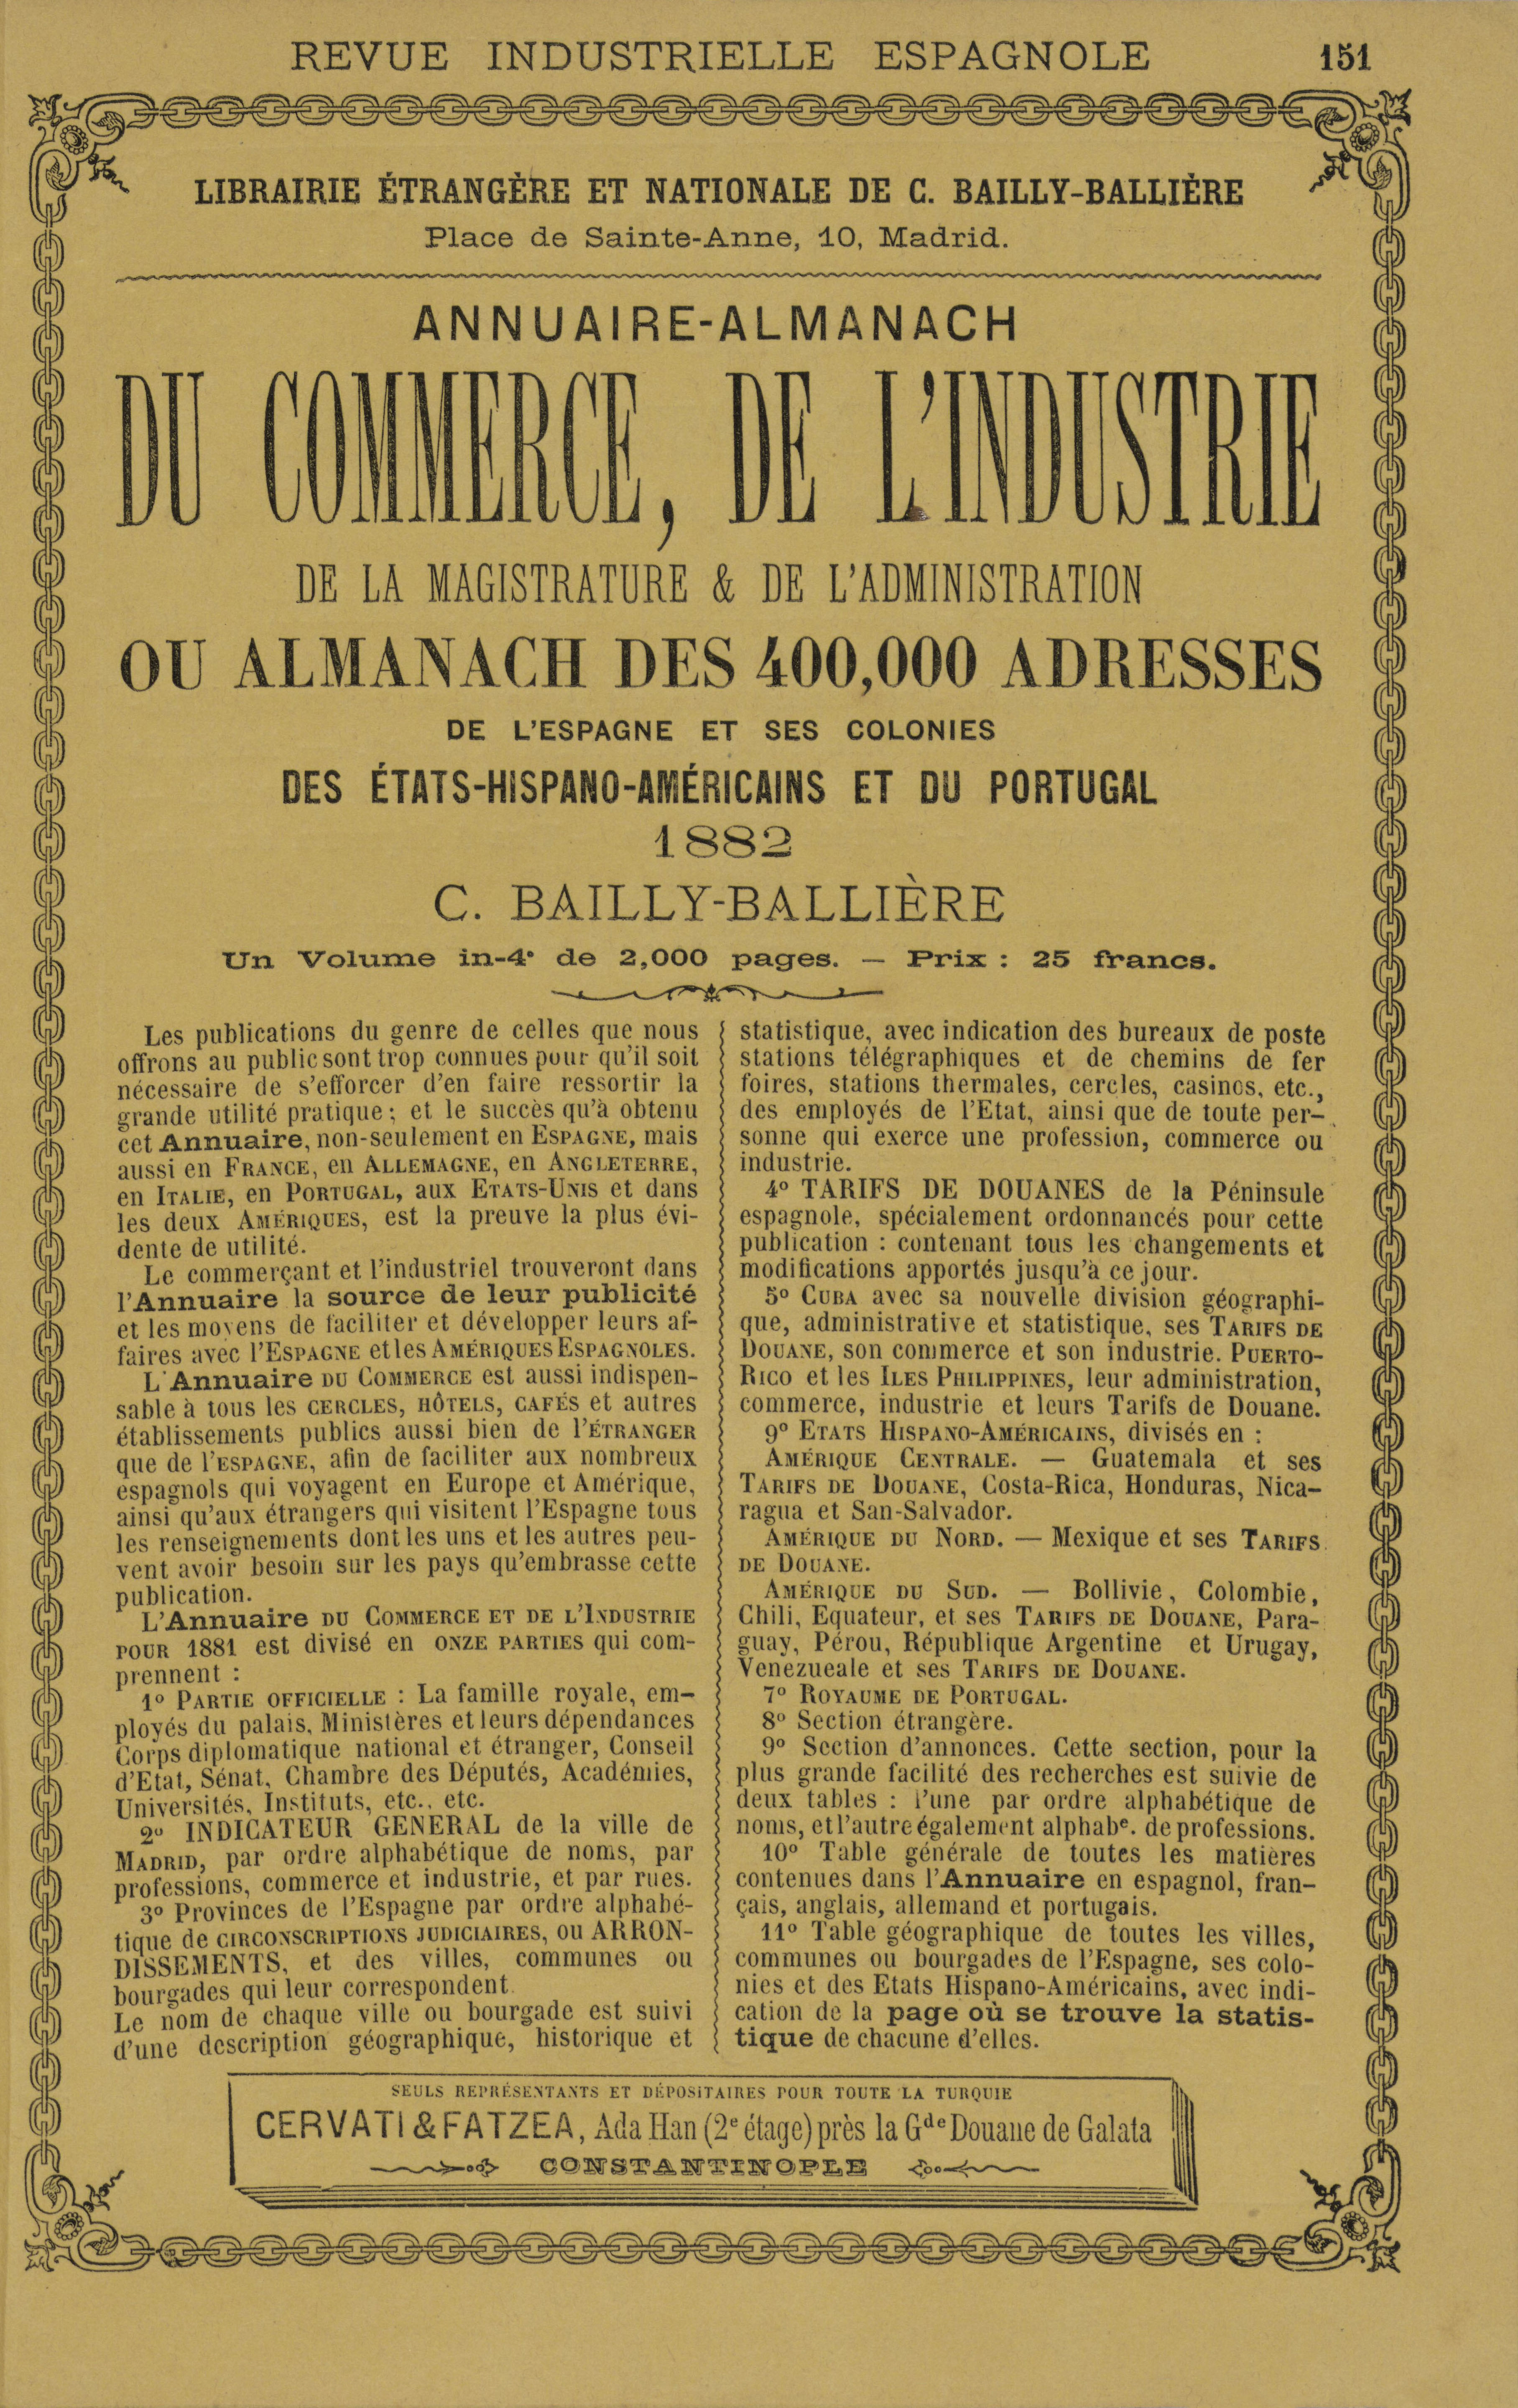 REVUE INDUSTRIELLE ESPAGNOLE 151
LIBRAIRIE ÉTRANGÈRE ET NATIONALE DE C. BAILLY-BALLIÈRE
Place de Sainte-Anne, 10, Madrid.
ANNUAIRE-ALMANACH
DU COMMERCE, DE L'INDUSTRIE
DE LA MAGISTRATURE & DE L'ADMINISTRATION
OU ALMANACH DES 400,000 ADRESSES
DE L'ESPAGNE ET SES COLONIES
DES ÉTATS-HISPANO-AMÉRICAINS ET DU PORTUGAL
1882
C. BAILLY-BALLIÈRE
Un Volume in-4° de 2,000 pages. — Prix : 25 francs.
Les publications du genre de celles que nous
offrons au public sont trop connues pour qu'il soit
nécessaire de s'efforcer d'en faire ressortir la
grande utilité pratique; et le succès qu'à obtenu
cet Annuaire, non-seulement en ESPAGNE, mais
aussi en FRANCE, en ALLEMAGNE, en ANGLETERRE,
en ITALIE, en PORTUGAL, aux ETATS-UNIS et dans
les deux AMÉRIQUES, est la preuve la plus évi-
dente de utilité.
Le commerçant et l'industriel trouveront dans
l'Annuaire la source de leur publicité
et les moyens de faciliter et développer leurs af-
faires avec l'ESPAGNE et les AMÉRIQUES ESPAGNOLES.
L'Annuaire DU COMMERCE est aussi indispen-
sable à tous les CERCLES, HÔTELS, CAFÉS et autres
établissements publics aussi bien de l'ÉTRANGER
que de l'ESPAGNE, afin de faciliter aux nombreux
espagnols qui voyagent en Europe et Amérique,
ainsi qu'aux étrangers qui visitent l'Espagne tous
les renseignements dont les uns et les autres peu-
vent avoir besoin sur les pays qu'embrasse cette
publication.
L'Annuaire DU COMMERCE ET DE L'INDUSTRIE
POUR 1881 est divisé en ONZE PARTIES qui com-
prennent :
1° PARTIE OFFICIELLE : La famille royale, em-
ployés du palais, Ministères et leurs dépendances
Corps diplomatique national et étranger, Conseil
d'Etat, Sénat, Chambre des Députés, Académies,
Universités, Instituts, etc., etc.
2° INDICATEUR GENERAL de la ville de
MADRID, par ordre alphabétique de noms, par
professions, commerce et industrie, et par rues.
3° Provinces de l'Espagne par ordre alphabé-
tique de CIRCONSCRIPTIONS JUDICIAIRES, ou ARRON-
DISSEMENTS, et des villes, communes ou
bourgades qui leur correspondent.
Le nom de chaque ville ou bourgade est suivi
d'une description géographique, historique et
statistique, avec indication des bureaux de poste
stations télégraphiques et de chemins de fer
foires, stations thermales, cercles, casinos, etc.,
des employés de l'Etat, ainsi que de toute per-
sonne qui exerce une profession, commerce ou
industrie.
4° TARIFS DE DOUANES de la Péninsule
espagnole, spécialement ordonnancés pour cette
publication : contenant tous les changements et
modifications apportés jusqu'à ce jour.
5° CUBA avec sa nouvelle division géographi-
que, administrative et statistique, ses TARIFS DE
DOUANE, son commerce et son industrie. PUERTO-
RICO et les ILES PHILIPPINES, leur administration,
commerce, industrie et leurs Tarifs de Douane.
9° ETATS HISPANO-AMÉRICAINS, divisés en :
AMÉRIQUE CENTRALE. — Guatemala et ses
TARIFS DE DOUANE, Costa-Rica, Honduras, Nica-
ragua et San-Salvador.
AMÉRIQUE DU NORD. — Mexique et ses TARIFS
DE DOUANE.
AMÉRIQUE DU SUD. — Bollivie, Colombie,
Chili, Equateur, et ses TARIFS DE DOUANE, Para-
guay, Pérou, République Argentine et Urugay,
Venezueale et ses TARIFS DE DOUANE.
7° ROYAUME DE PORTUGAL.
8° Section étrangère.
9° Section d'annonces. Cette section, pour la
plus grande facilité des recherches est suivie de
deux tables : l'une par ordre alphabétique de
noms, et l'autre également alphabᵉ. de professions.
10° Table générale de toutes les matières
contenues dans l'Annuaire en espagnol, fran-
çais, anglais, allemand et portugais.
11° Table géographique de toutes les villes,
communes ou bourgades de l'Espagne, ses colo-
nies et des Etats Hispano-Américains, avec indi-
cation de la page où se trouve la statis-
tique de chacune d'elles.
SEULS REPRÉSENTANTS ET DÉPOSITAIRES POUR TOUTE LA TURQUIE
CERVATI & FATZEA, Ada Han (2ᵉ étage) près la Gᵈᵉ Douane de Galata
CONSTANTINOPLE